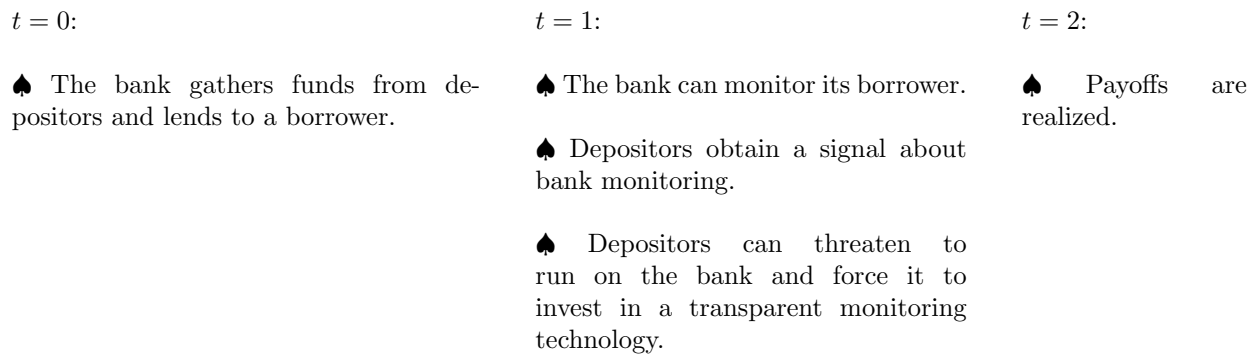 t = 0:
♠ The bank gathers funds from de-
positors and lends to a borrower.
t = 1:
♠ The bank can monitor its borrower.
♠ Depositors obtain a signal about
bank monitoring.
♠ Depositors can threaten to
run on the bank and force it to
invest in a transparent monitoring
technology.
t = 2:
♠ Payoffs are
realized.